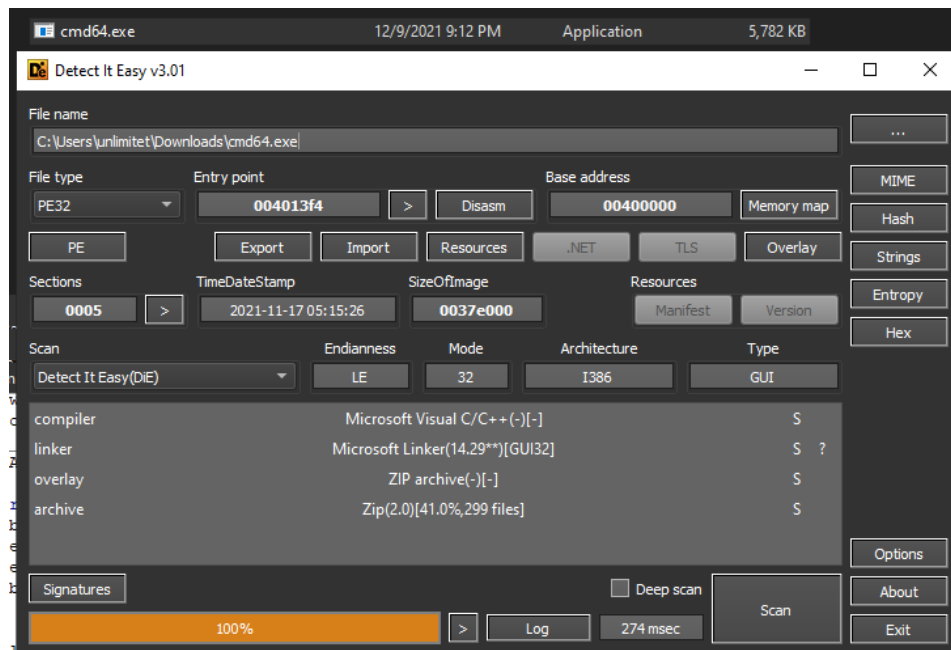 cmd64.exe 12/9/2021 9:12 PM Application 5,782 KB
Detect It Easy v3.01
File name
C:\Users\unlimitet\Downloads\cmd64.exe ...
File type Entry point Base address
PE32 004013f4 > Disasm 00400000 Memory map MIME
Hash
PE Export Import Resources .NET TLS Overlay Strings
Sections TimeDateStamp SizeOfImage Resources
0005 > 2021-11-17 05:15:26 0037e000 Manifest Version Entropy
Hex
Scan Endianness Mode Architecture Type
Detect It Easy(DiE) LE 32 I386 GUI
compiler Microsoft Visual C/C++(-)[-] S
linker Microsoft Linker(14.29**)[GUI32] S ?
overlay ZIP archive(-)[-] S
archive Zip(2.0)[41.0%,299 files] S
Options
Signatures Deep scan Scan About
100% > Log 274 msec Exit